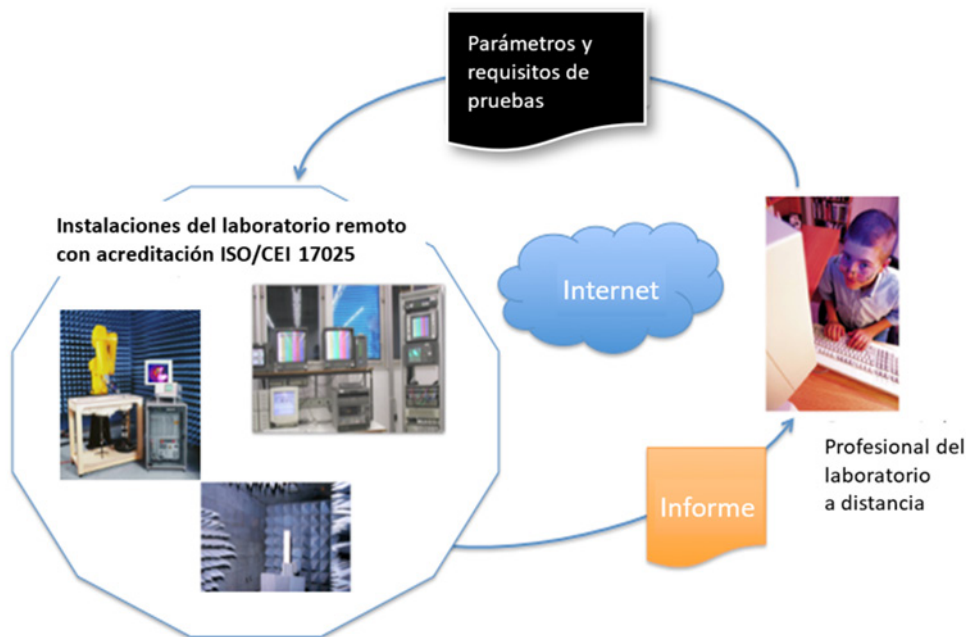 Parámetros y
requisitos de
pruebas
Instalaciones del laboratorio remoto
con acreditación ISO/CEI 17025
Internet
Informe
Profesional del
laboratorio
a distancia